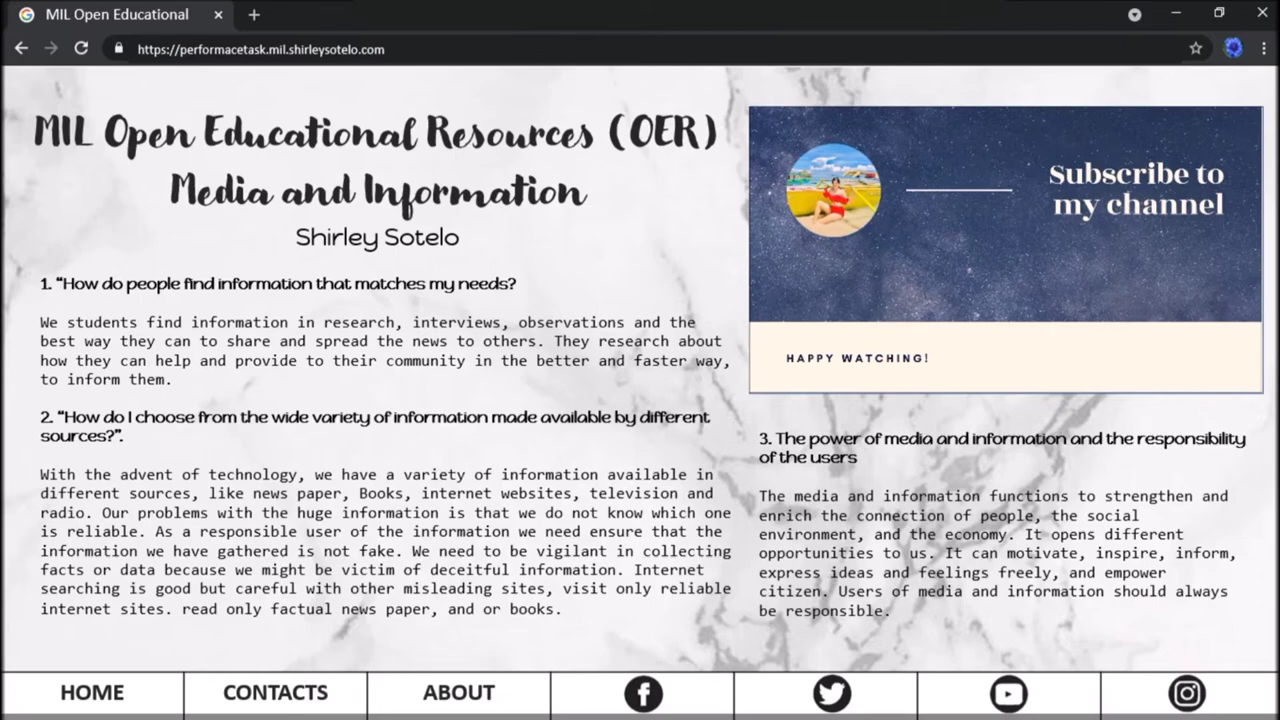 MIL Open Educational
https://performacetask.mil.shirleysotelo.com
MIL Open Educational Resources (OER)
Media and Information
Shirley Sotelo
1. “How do people find information that matches my needs?
We students find information in research, interviews, observations and the
best way they can to share and spread the news to others. They research about
how they can help and provide to their community in the better and faster way,
to inform them.
2. “How do I choose from the wide variety of information made available by different
sources?”.
With the advent of technology, we have a variety of information available in
different sources, like news paper, Books, internet websites, television and
radio. Our problems with the huge information is that we do not know which one
is reliable. As a responsible user of the information we need ensure that the
information we have gathered is not fake. We need to be vigilant in collecting
facts or data because we might be victim of deceitful information. Internet
searching is good but careful with other misleading sites, visit only reliable
internet sites. read only factual news paper, and or books.
Subscribe to
my channel
HAPPY WATCHING!
3. The power of media and information and the responsibility
of the users
The media and information functions to strengthen and
enrich the connection of people, the social
environment, and the economy. It opens different
opportunities to us. It can motivate, inspire, inform,
express ideas and feelings freely, and empower
citizen. Users of media and information should always
be responsible.
HOME
CONTACTS
ABOUT